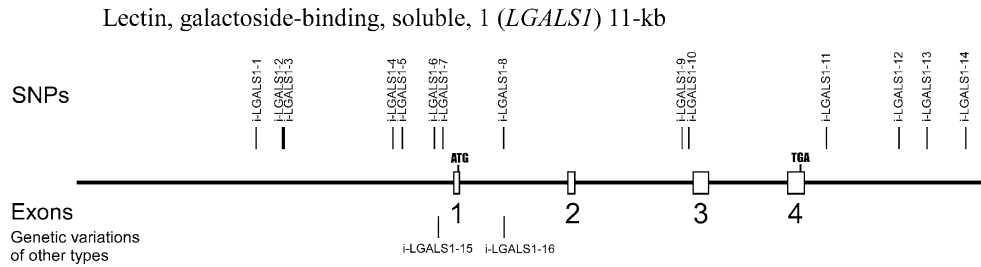 Lectin, galactoside-binding, soluble, 1 (LGALS1) 11-kb
SNPs
i-LGALS1-1
i-LGALS1-2
i-LGALS1-3
i-LGALS1-4
i-LGALS1-5
i-LGALS1-6
i-LGALS1-7
i-LGALS1-8
i-LGALS1-9
i-LGALS1-10
i-LGALS1-11
i-LGALS1-12
i-LGALS1-13
i-LGALS1-14
ATG
TGA
Exons
1 2 3 4
Genetic variations
of other types
i-LGALS1-15 i-LGALS1-16